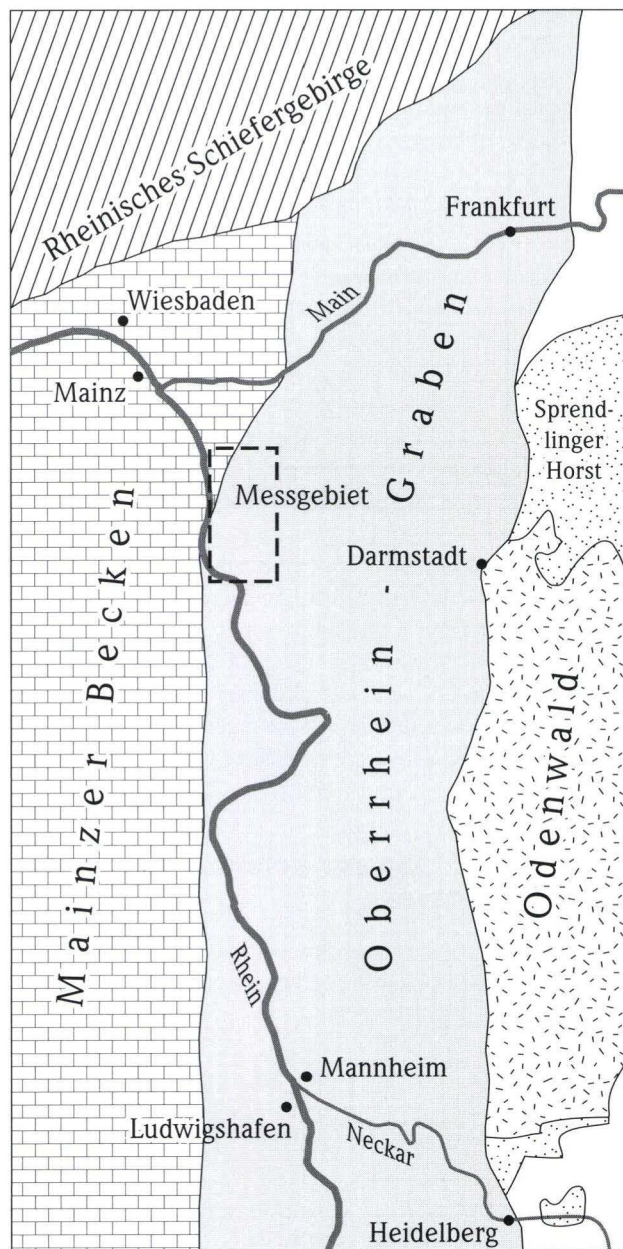 Rheinisches Schiefergebirge
Frankfurt
Wiesbaden
Main
Mainz
Sprend-
linger
Horst
Messgebiet
Darmstadt
Mainzer Becken
Oberrhein - Graben
Odenwald
Rhein
Mannheim
Ludwigshafen
Neckar
Heidelberg